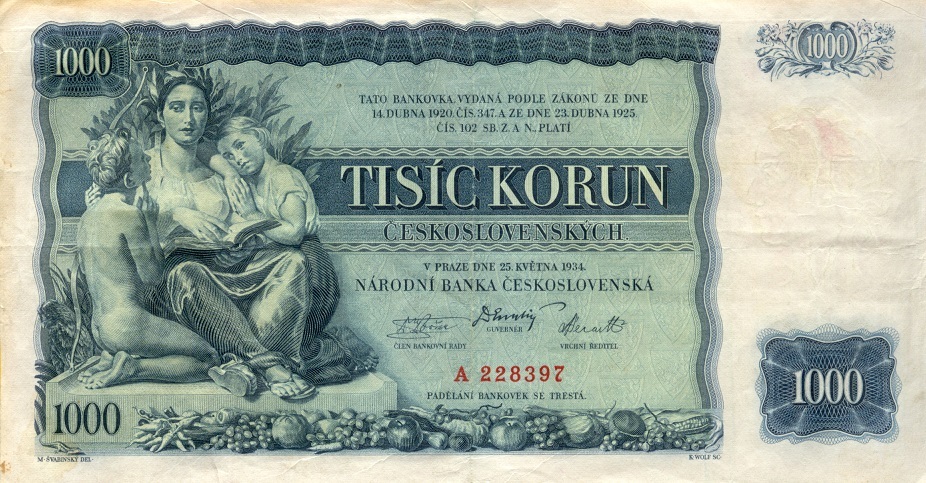 1000
1000
TATO BANKOVKA, VYDANÁ PODLE ZÁKONŮ ZE DNE
14. DUBNA 1920, ČÍS. 347, A ZE DNE 23. DUBNA 1925,
ČÍS. 102 SB. Z. A N., PLATÍ
TISÍC KORUN
ČESKOSLOVENSKÝCH.
V PRAZE DNE 25. KVĚTNA 1934.
NÁRODNÍ BANKA ČESKOSLOVENSKÁ
GUVERNÉR
ČLEN BANKOVNÍ RADY
VRCHNÍ ŘEDITEL
A 228397
PADĚLÁNÍ BANKOVEK SE TRESTÁ.
1000
1000
M. ŠVABINSKÝ DEL.
K. WOLF SC.